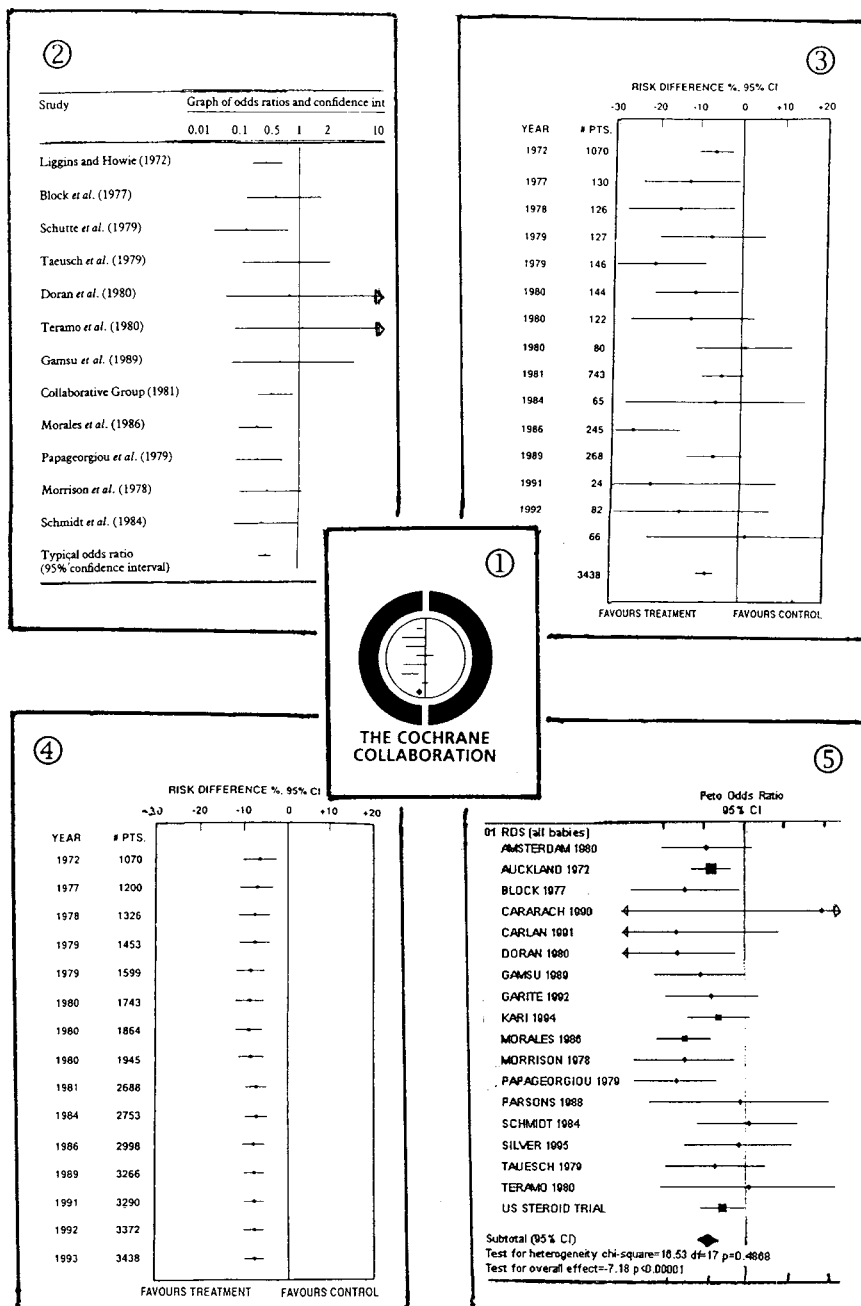 ②
Study Graph of odds ratios and confidence int
0.01 0.1 0.5 1 2 10
Liggins and Howie (1972)
Block et al. (1977)
Schutte et al. (1979)
Taeusch et al. (1979)
Doran et al. (1980)
Teramo et al. (1980)
Gamsu et al. (1989)
Collaborative Group (1981)
Morales et al. (1986)
Papageorgiou et al. (1979)
Morrison et al. (1978)
Schmidt et al. (1984)
Typical odds ratio
(95% confidence interval)
③
RISK DIFFERENCE %, 95% CI
-30 -20 -10 0 +10 +20
YEAR # PTS.
1972 1070
1977 130
1978 126
1979 127
1979 146
1980 144
1980 122
1980 80
1981 743
1984 65
1986 245
1989 268
1991 24
1992 82
66
3438
FAVOURS TREATMENT FAVOURS CONTROL
①
THE COCHRANE
COLLABORATION
④
RISK DIFFERENCE %, 95% CI
-30 -20 -10 0 +10 +20
YEAR # PTS.
1972 1070
1977 1200
1978 1326
1979 1453
1979 1599
1980 1743
1980 1864
1980 1945
1981 2688
1984 2753
1986 2998
1989 3266
1991 3290
1992 3372
1993 3438
FAVOURS TREATMENT FAVOURS CONTROL
⑤
Peto Odds Ratio
95% CI
01 RDS (all babies)
AMSTERDAM 1980
AUCKLAND 1972
BLOCK 1977
CARARACH 1990
CARLAN 1991
DORAN 1980
GAMSU 1989
GARITE 1992
KARI 1994
MORALES 1986
MORRISON 1978
PAPAGEORGIOU 1979
PARSONS 1988
SCHMIDT 1984
SILVER 1995
TAUESCH 1979
TERAMO 1980
US STEROID TRIAL
Subtotal (95% CI)
Test for heterogeneity chi-square=16.53 df=17 p=0.4868
Test for overall effect=-7.18 p<0.00001